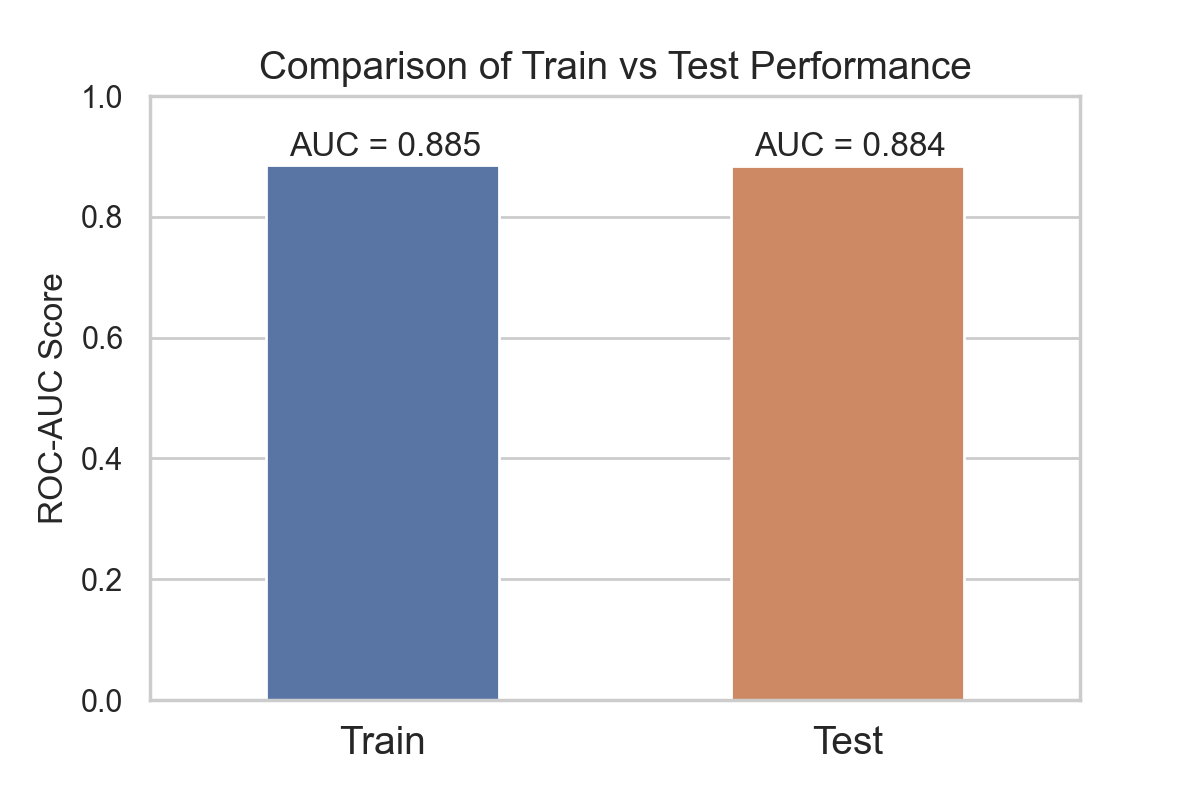 Comparison of Train vs Test Performance
1.0
AUC = 0.885
AUC = 0.884
0.8
0.6
0.4
0.2
0.0
ROC-AUC Score
Train
Test